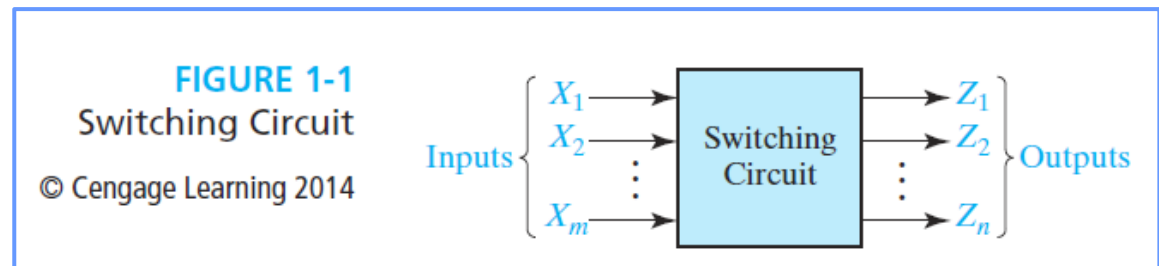 FIGURE 1-1
Switching Circuit
© Cengage Learning 2014
Inputs
X₁
X₂
⋮
Xₘ
Switching
Circuit
Z₁
Z₂
⋮
Zₙ
Outputs